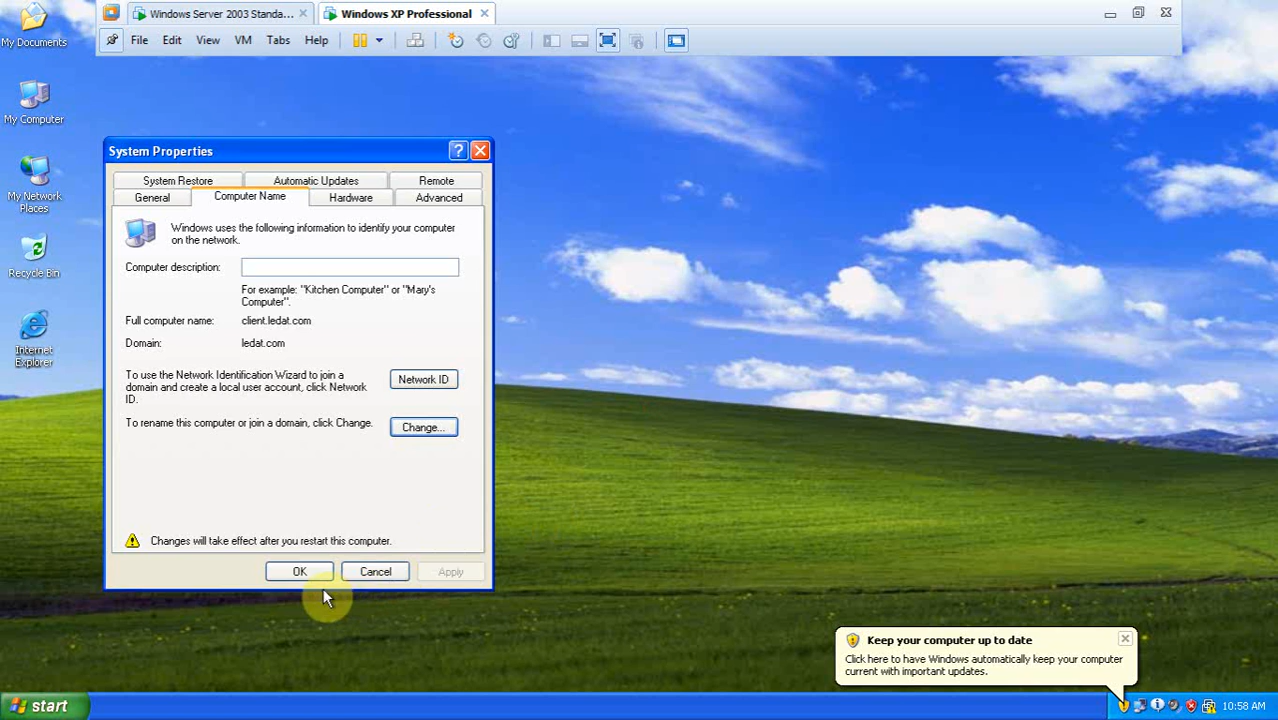 Windows Server 2003 Standa...
Windows XP Professional
File Edit View VM Tabs Help
My Documents
My Computer
My Network
Places
Recycle Bin
Internet
Explorer
System Properties
System Restore Automatic Updates Remote
General Computer Name Hardware Advanced
Windows uses the following information to identify your computer
on the network.
Computer description:
For example: "Kitchen Computer" or "Mary's
Computer".
Full computer name: client.ledat.com
Domain: ledat.com
To use the Network Identification Wizard to join a
domain and create a local user account, click Network
ID.
Network ID
To rename this computer or join a domain, click Change.
Change...
Changes will take effect after you restart this computer.
OK Cancel Apply
Keep your computer up to date
Click here to have Windows automatically keep your computer
current with important updates.
start
10:58 AM